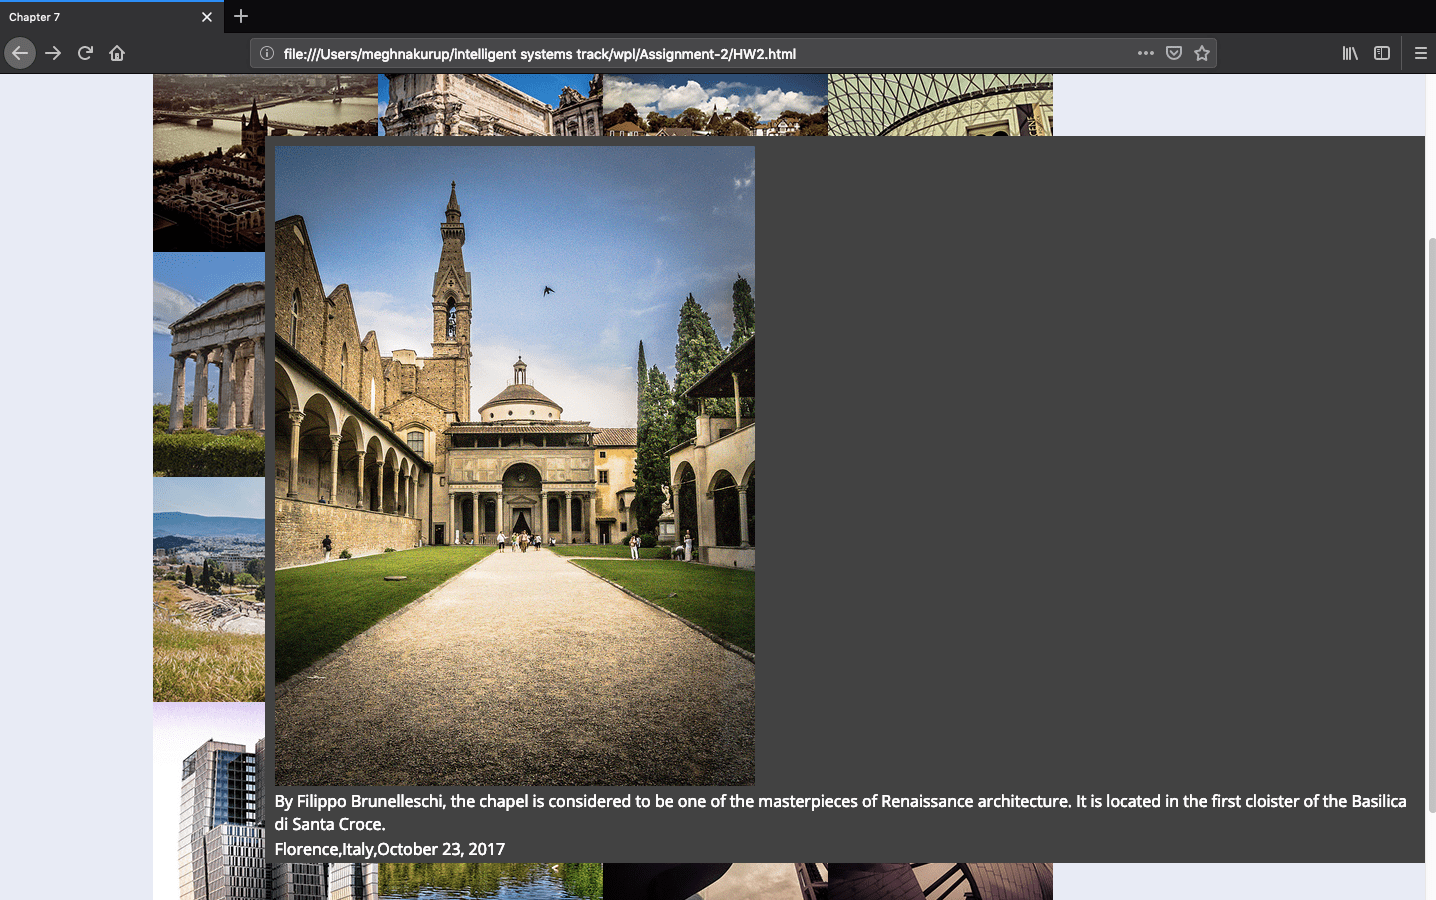 Chapter 7
file:///Users/meghnakurup/intelligent systems track/wpl/Assignment-2/HW2.html
By Filippo Brunelleschi, the chapel is considered to be one of the masterpieces of Renaissance architecture. It is located in the first cloister of the Basilica
di Santa Croce.
Florence,Italy,October 23, 2017